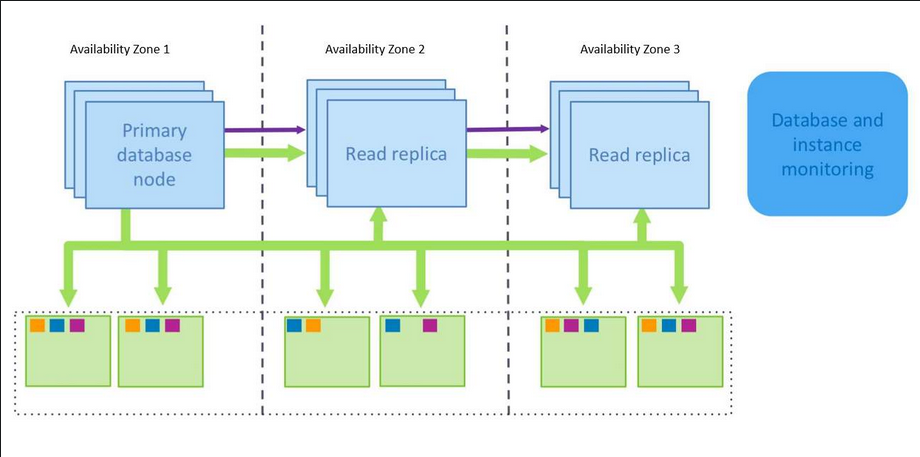 Availability Zone 1
Availability Zone 2
Availability Zone 3
Primary
database
node
Read replica
Read replica
Database and
instance
monitoring